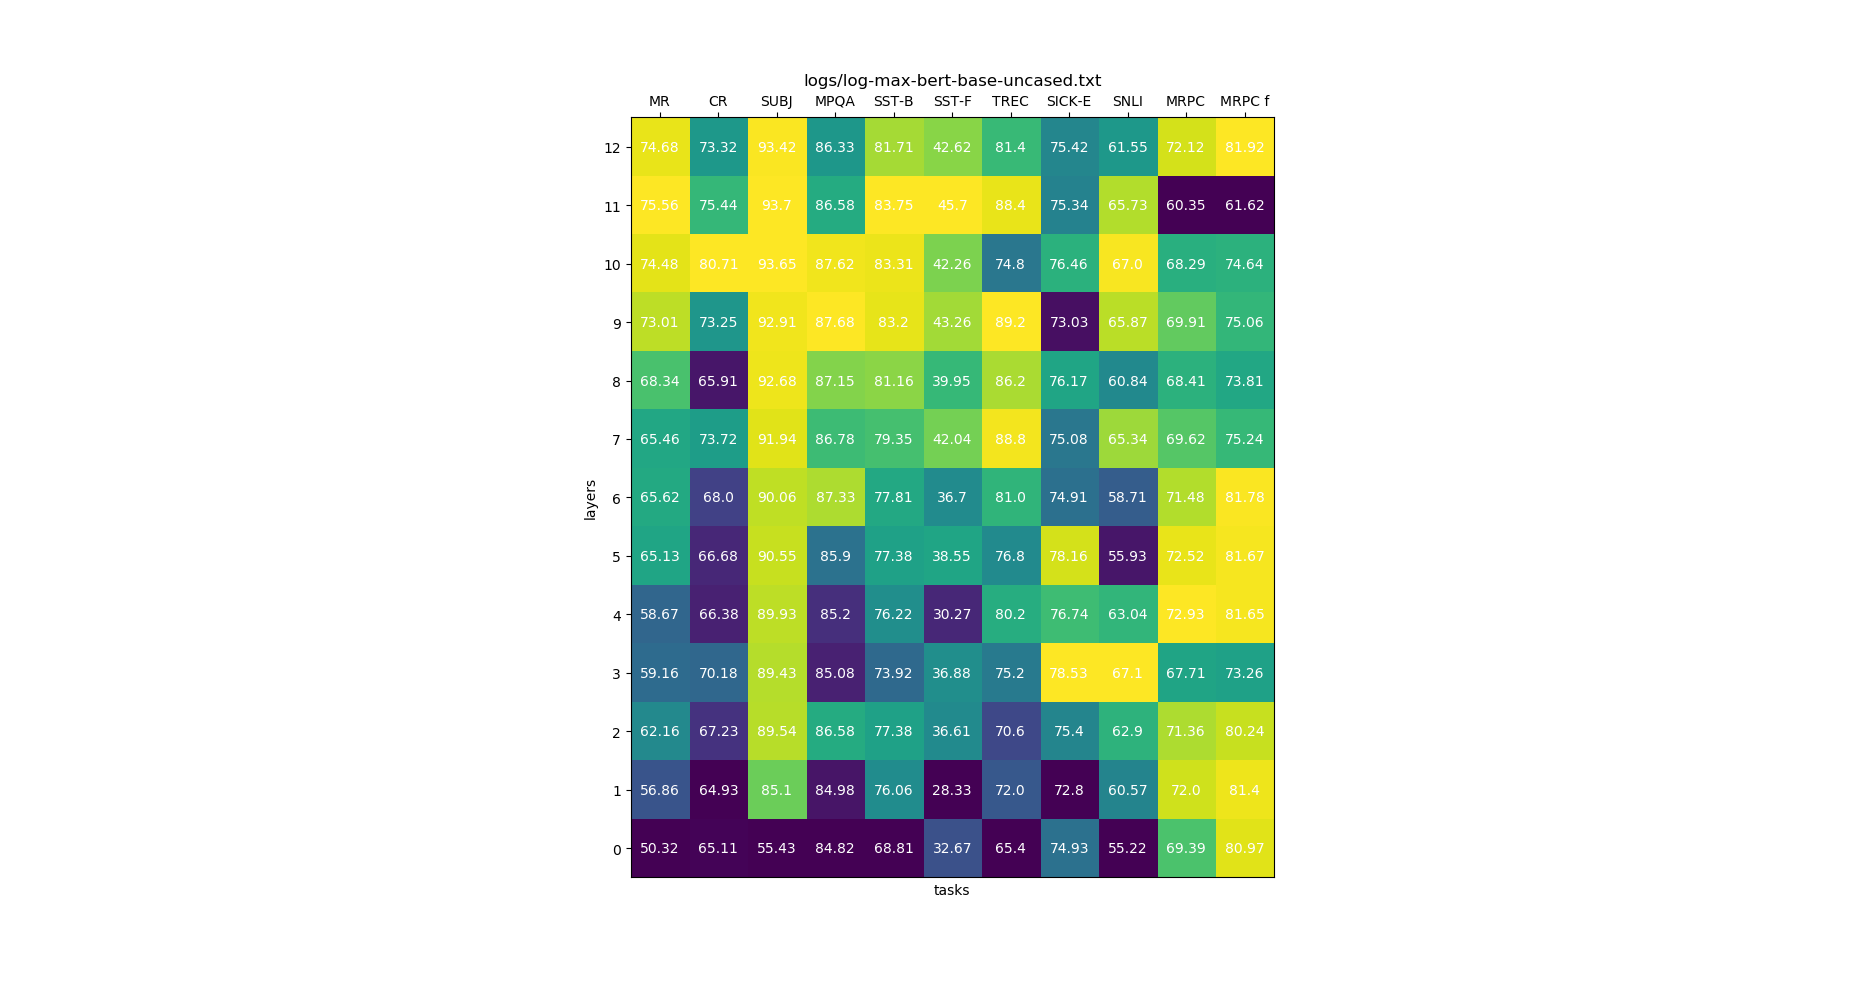 logs/log-max-bert-base-uncased.txt
MR CR SUBJ MPQA SST-B SST-F TREC SICK-E SNLI MRPC MRPC f
12 74.68 73.32 93.42 86.33 81.71 42.62 81.4 75.42 61.55 72.12 81.92
11 75.56 75.44 93.7 86.58 83.75 45.7 88.4 75.34 65.73 60.35 61.62
10 74.48 80.71 93.65 87.62 83.31 42.26 74.8 76.46 67.0 68.29 74.64
9 73.01 73.25 92.91 87.68 83.2 43.26 89.2 73.03 65.87 69.91 75.06
8 68.34 65.91 92.68 87.15 81.16 39.95 86.2 76.17 60.84 68.41 73.81
7 65.46 73.72 91.94 86.78 79.35 42.04 88.8 75.08 65.34 69.62 75.24
6 65.62 68.0 90.06 87.33 77.81 36.7 81.0 74.91 58.71 71.48 81.78
layers
5 65.13 66.68 90.55 85.9 77.38 38.55 76.8 78.16 55.93 72.52 81.67
4 58.67 66.38 89.93 85.2 76.22 30.27 80.2 76.74 63.04 72.93 81.65
3 59.16 70.18 89.43 85.08 73.92 36.88 75.2 78.53 67.1 67.71 73.26
2 62.16 67.23 89.54 86.58 77.38 36.61 70.6 75.4 62.9 71.36 80.24
1 56.86 64.93 85.1 84.98 76.06 28.33 72.0 72.8 60.57 72.0 81.4
0 50.32 65.11 55.43 84.82 68.81 32.67 65.4 74.93 55.22 69.39 80.97
tasks